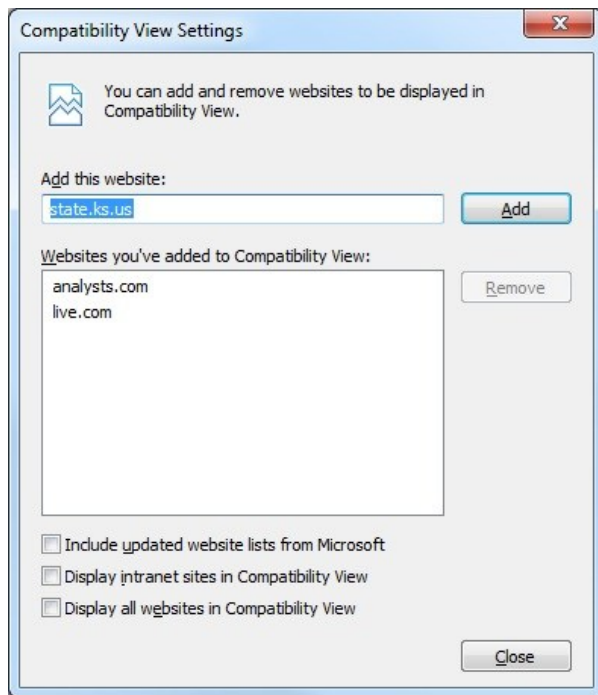 Compatibility View Settings
You can add and remove websites to be displayed in
Compatibility View.
Add this website:
state.ks.us
Add
Websites you've added to Compatibility View:
analysts.com
live.com
Remove
Include updated website lists from Microsoft
Display intranet sites in Compatibility View
Display all websites in Compatibility View
Close